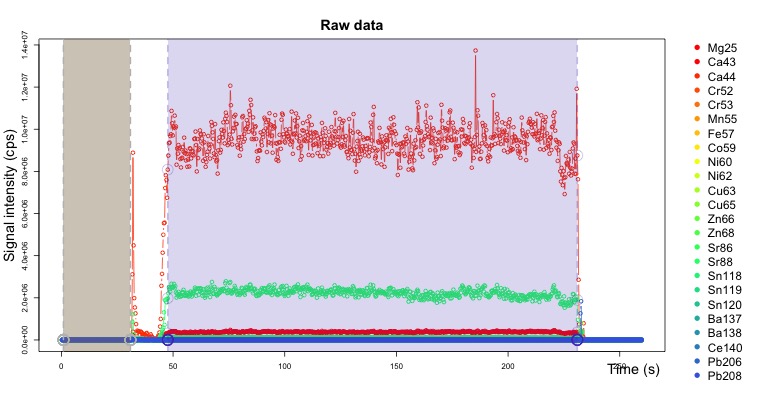 Raw data
Signal intensity (cps)
1.4e+07
1.2e+07
1.0e+07
8.0e+06
6.0e+06
4.0e+06
2.0e+06
0.0e+00
0 50 100 150 200 250
Time (s)
Mg25
Ca43
Ca44
Cr52
Cr53
Mn55
Fe57
Co59
Ni60
Ni62
Cu63
Cu65
Zn66
Zn68
Sr86
Sr88
Sn118
Sn119
Sn120
Ba137
Ba138
Ce140
Pb206
Pb208